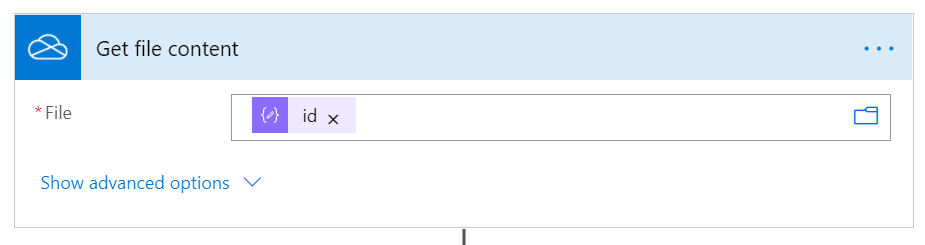 Get file content
* File
id ×
Show advanced options